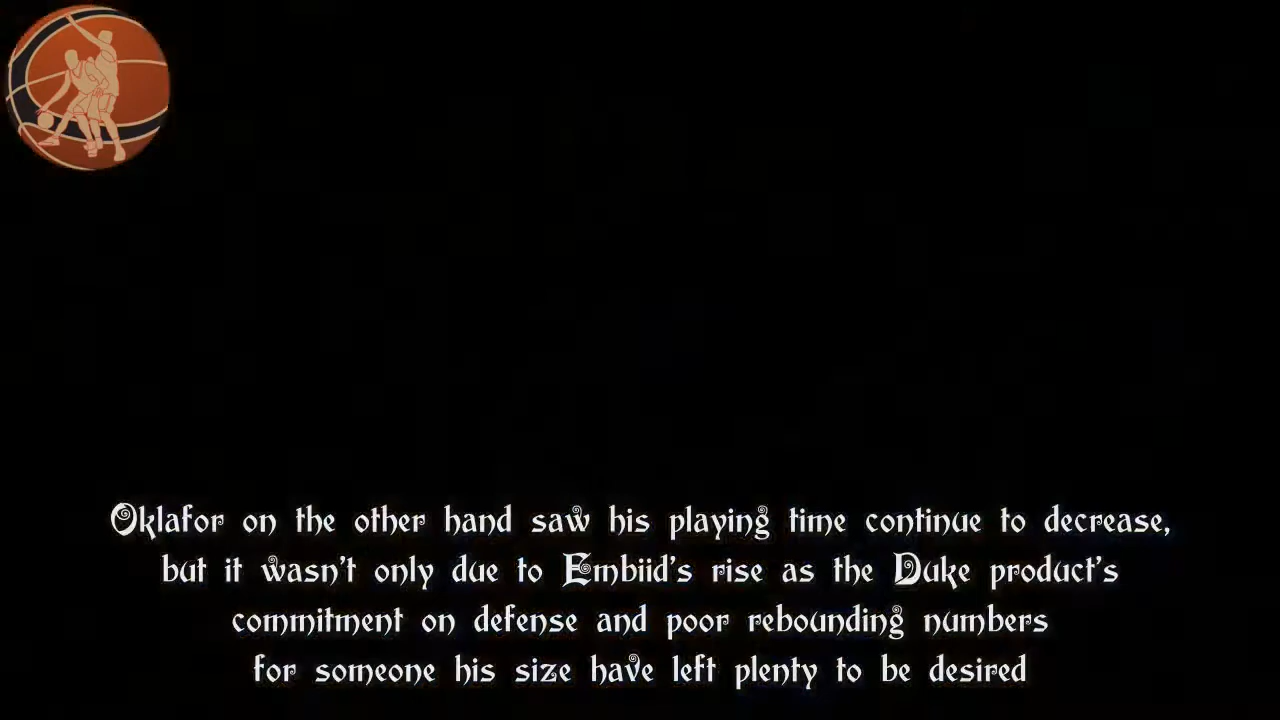 Oklafor on the other hand saw his playing time continue to decrease,
but it wasn't only due to Embiid's rise as the Duke product's
commitment on defense and poor rebounding numbers
for someone his size have left plenty to be desired